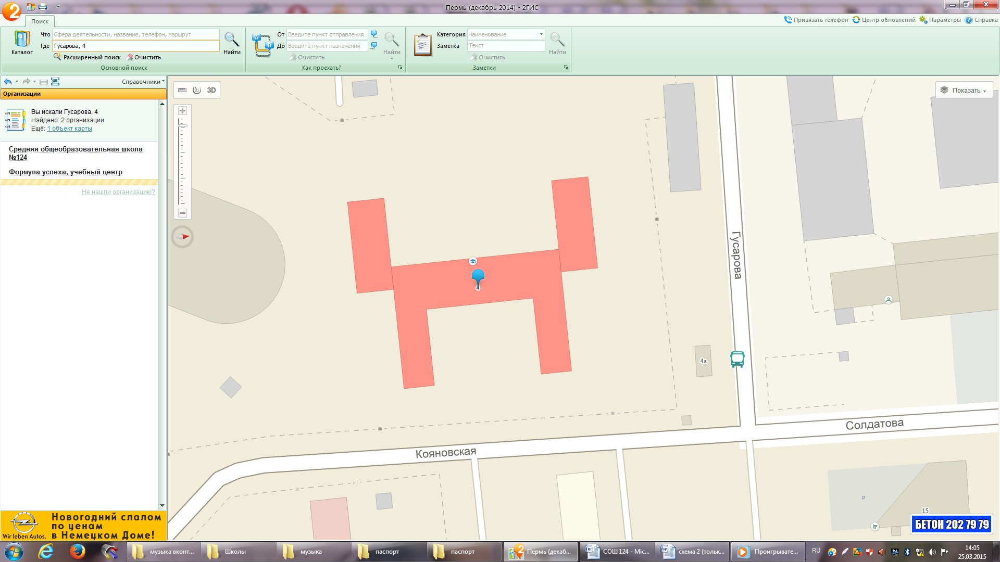 Пермь (декабрь 2014) - 2ГИС
Поиск
Привязать телефон
Центр обновлений
Параметры
Справка
Каталог
Что
Сфера деятельности, название, телефон, маршрут
Где
Гусарова, 4
Расширенный поиск
Очистить
Найти
Основной поиск
От
Введите пункт отправления
До
Введите пункт назначения
Очистить
Найти
Как проехать?
Категория
Наименование
Заметка
Текст
Очистить
Найти
Заметки
Справочники
Организации
Вы искали Гусарова, 4
Найдено: 2 организации
Ещё: 1 объект карты
Средняя общеобразовательная школа
№124
Формула успеха, учебный центр
Не нашли организацию?
3D
Показать
Гусарова
4
4а
Солдатова
Кояновская
P
15
БЕТОН 202 79 79
Wir leben Autos.
Новогодний слалом
по ценам
в Немецком Доме!
музыка вконт...
Школы
музыка
паспорт
паспорт
Пермь (декаб...
СОШ 124 - Mic...
схема 2 (тольк...
Проигрывате...
RU
14:05
25.03.2015